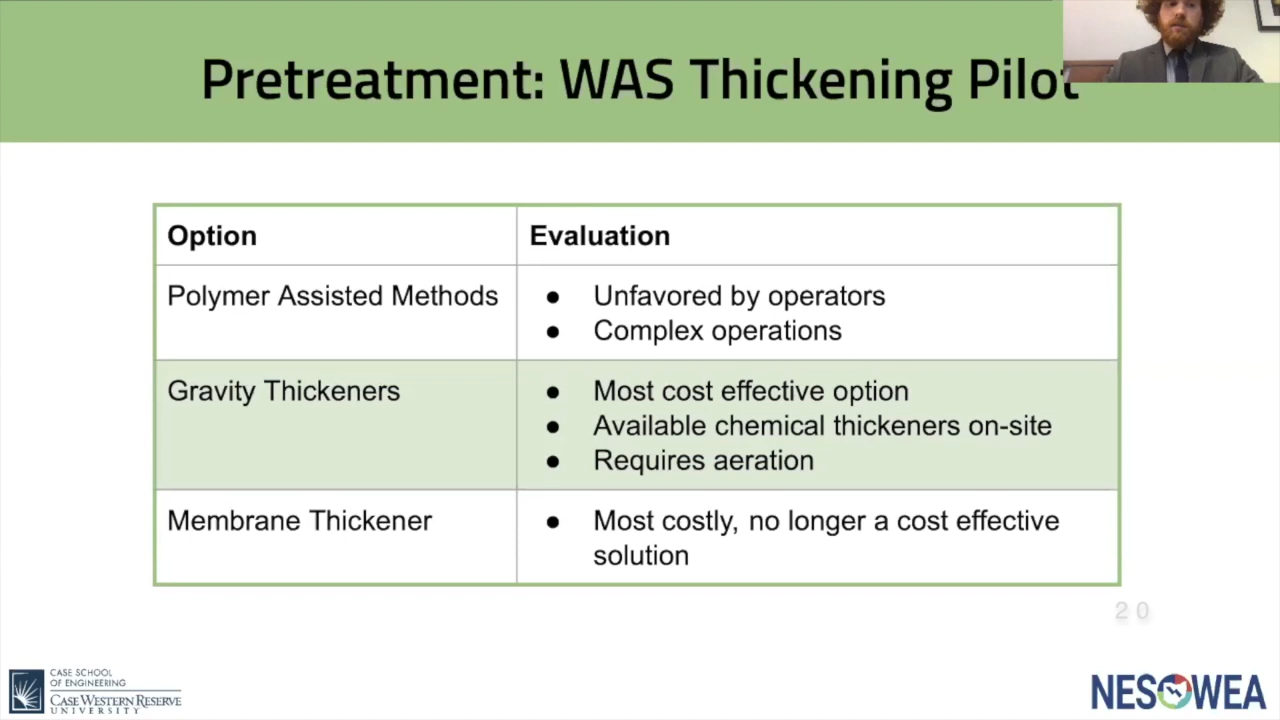 Pretreatment: WAS Thickening Pilot
Option
Evaluation
Polymer Assisted Methods
● Unfavored by operators
● Complex operations
Gravity Thickeners
● Most cost effective option
● Available chemical thickeners on-site
● Requires aeration
Membrane Thickener
● Most costly, no longer a cost effective
solution
20
CASE SCHOOL
OF ENGINEERING
CASE WESTERN RESERVE
UNIVERSITY
NESOWEA